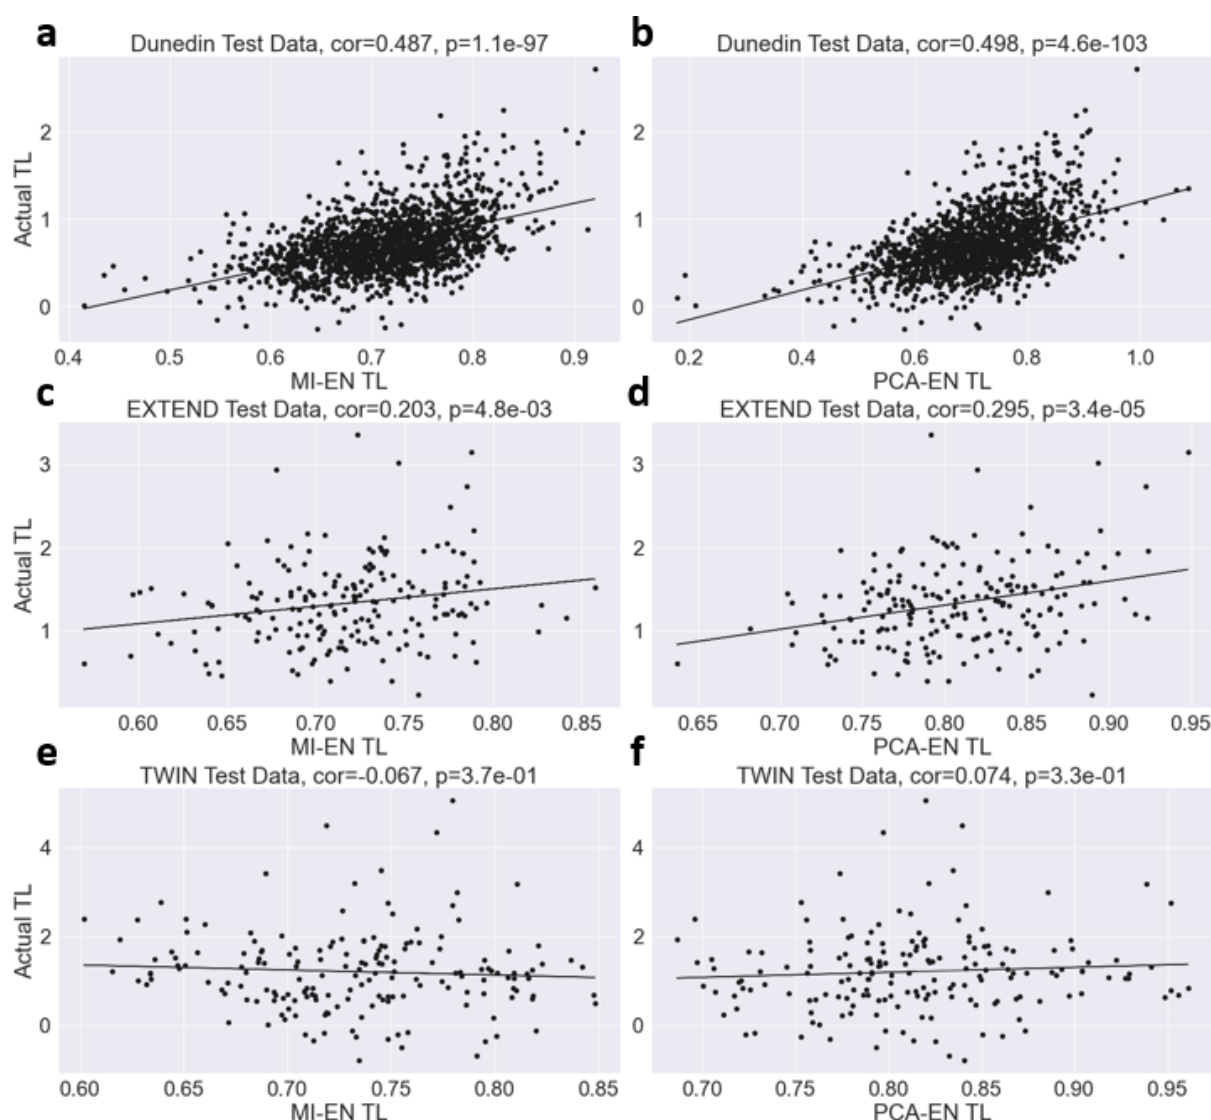 a
Dunedin Test Data, cor=0.487, p=1.1e-97
Actual TL
2
1
0
0.4 0.5 0.6 0.7 0.8 0.9
MI-EN TL
b
Dunedin Test Data, cor=0.498, p=4.6e-103
2
1
0
0.2 0.4 0.6 0.8 1.0
PCA-EN TL
c
EXTEND Test Data, cor=0.203, p=4.8e-03
Actual TL
3
2
1
0.60 0.65 0.70 0.75 0.80 0.85
MI-EN TL
d
EXTEND Test Data, cor=0.295, p=3.4e-05
3
2
1
0.65 0.70 0.75 0.80 0.85 0.90 0.95
PCA-EN TL
e
TWIN Test Data, cor=-0.067, p=3.7e-01
Actual TL
4
2
0
0.60 0.65 0.70 0.75 0.80 0.85
MI-EN TL
f
TWIN Test Data, cor=0.074, p=3.3e-01
4
2
0
0.70 0.75 0.80 0.85 0.90 0.95
PCA-EN TL